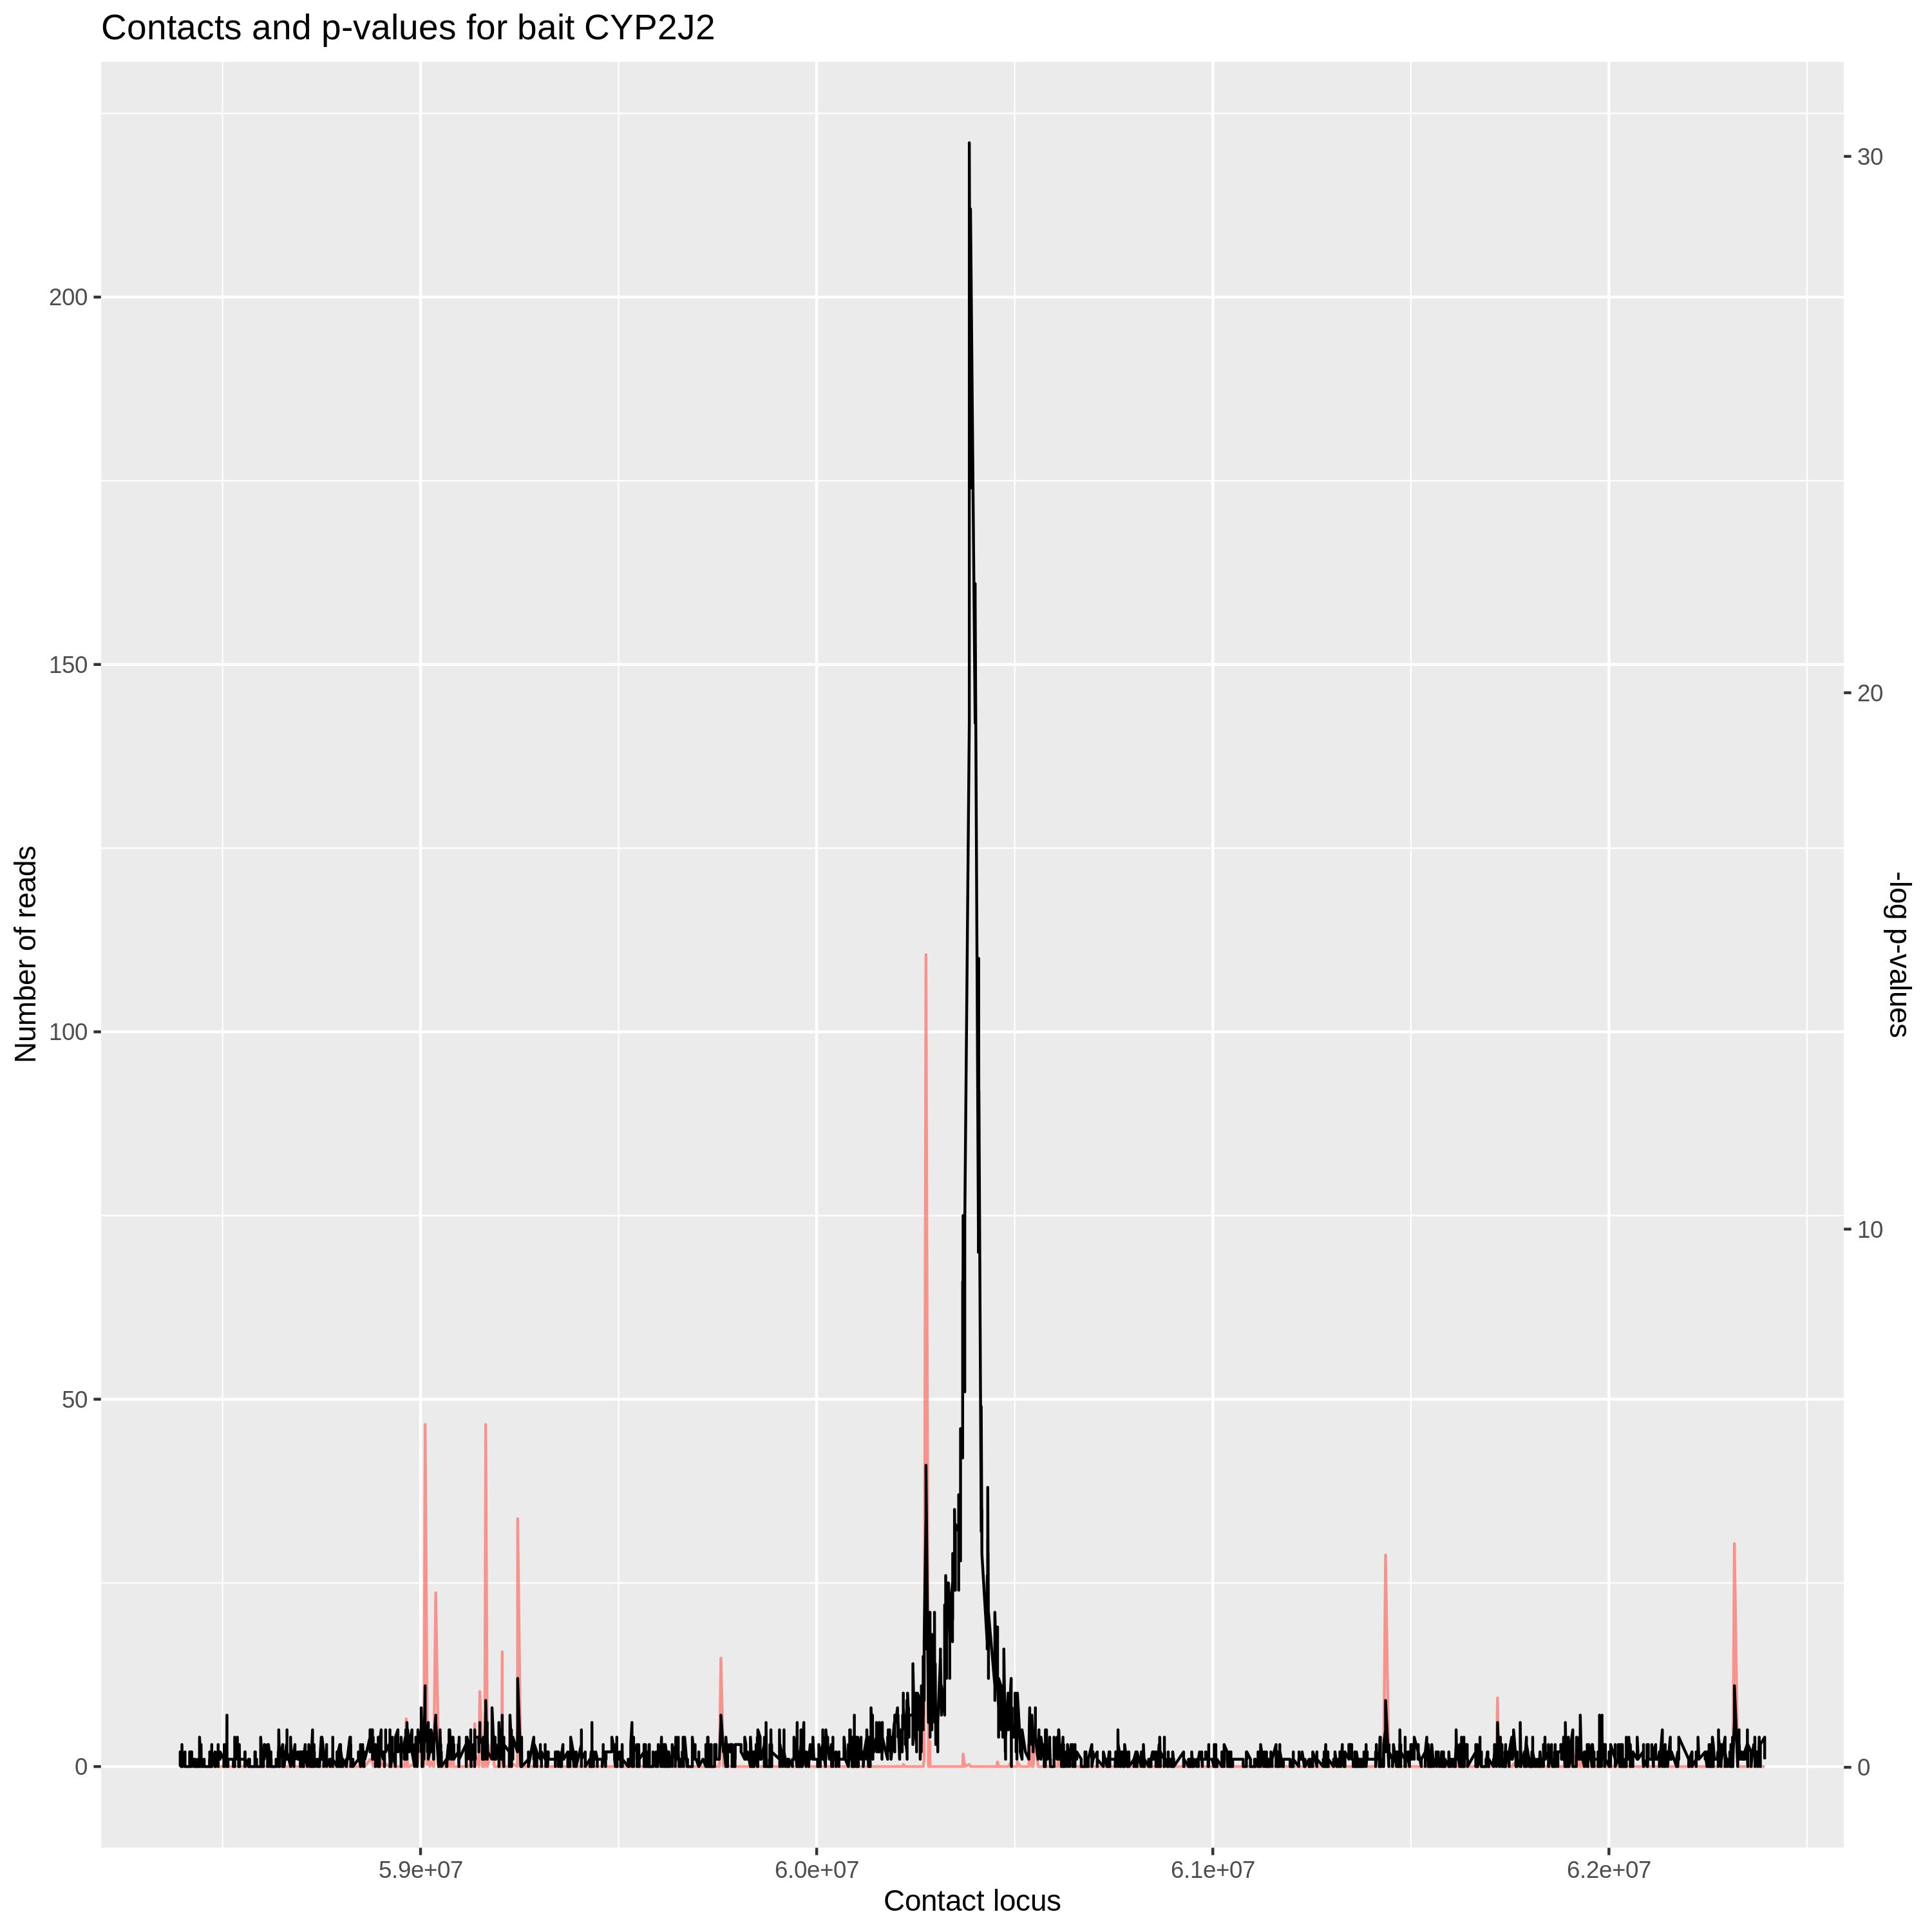 Contacts and p-values for bait CYP2J2
Number of reads
200
150
100
50
0
30
20
10
0
-log p-values
5.9e+07
6.0e+07
6.1e+07
6.2e+07
Contact locus